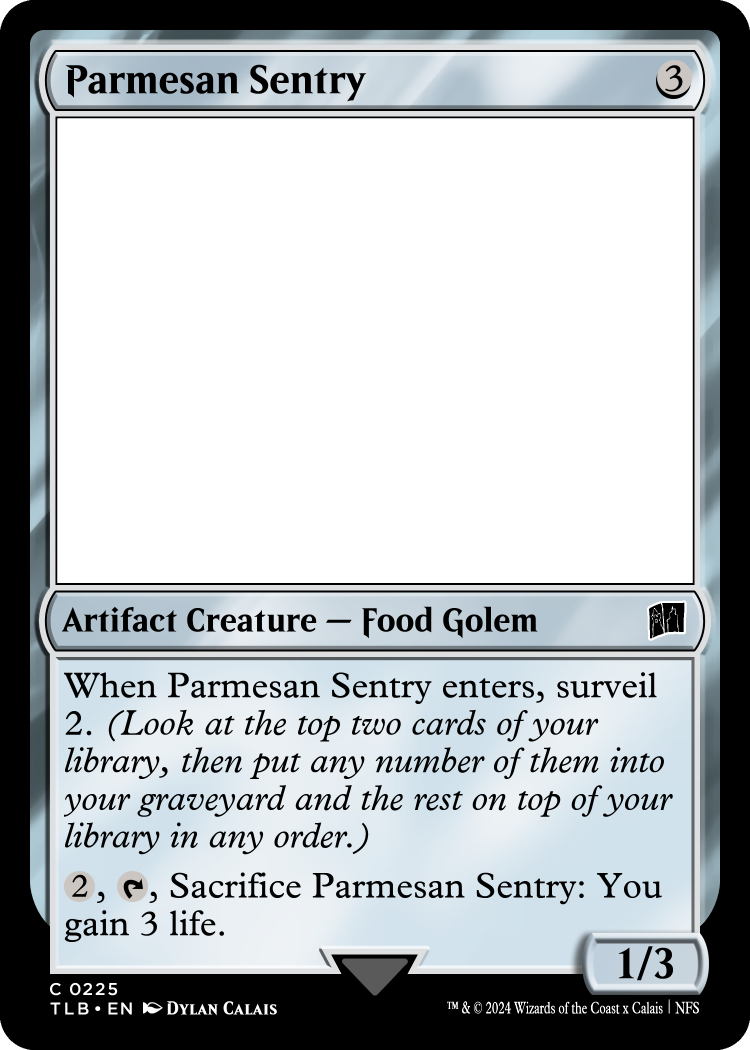 Parmesan Sentry 3
Artifact Creature — Food Golem
When Parmesan Sentry enters, surveil
2. (Look at the top two cards of your
library, then put any number of them into
your graveyard and the rest on top of your
library in any order.)
2, , Sacrifice Parmesan Sentry: You
gain 3 life.
1/3
C 0225
TLB • EN Dylan Calais
™ & © 2024 Wizards of the Coast x Calais | NFS